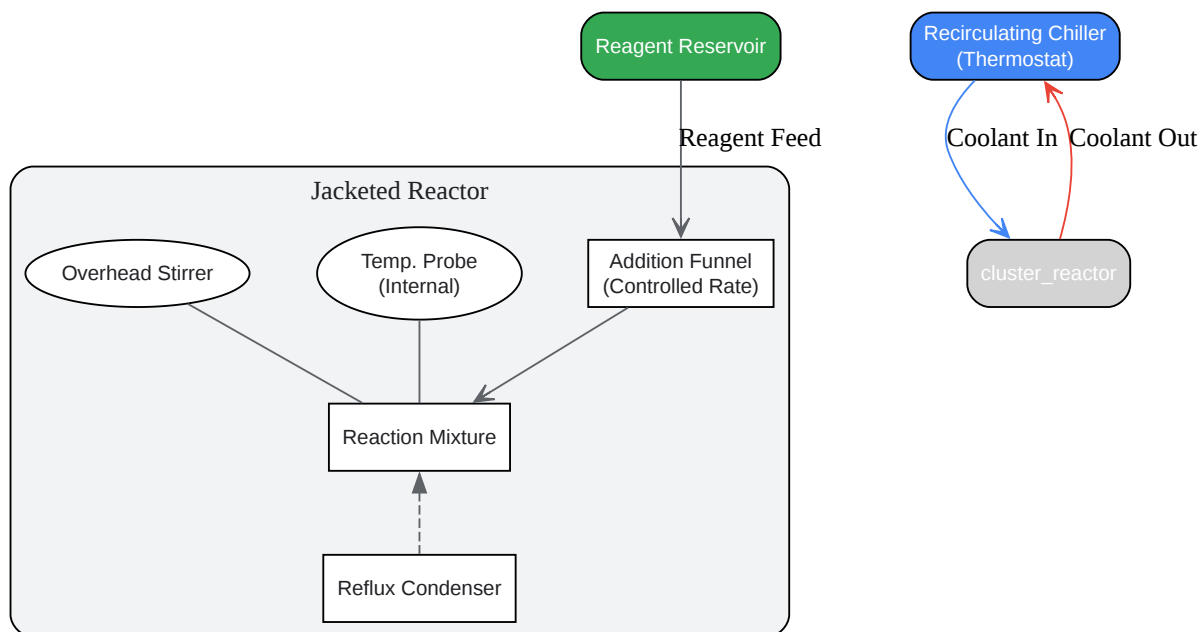 Reagent Reservoir
Recirculating Chiller
(Thermostat)
Reagent Feed
Coolant In
Coolant Out
Jacketed Reactor
Overhead Stirrer
Temp. Probe
(Internal)
Addition Funnel
(Controlled Rate)
cluster_reactor
Reaction Mixture
Reflux Condenser